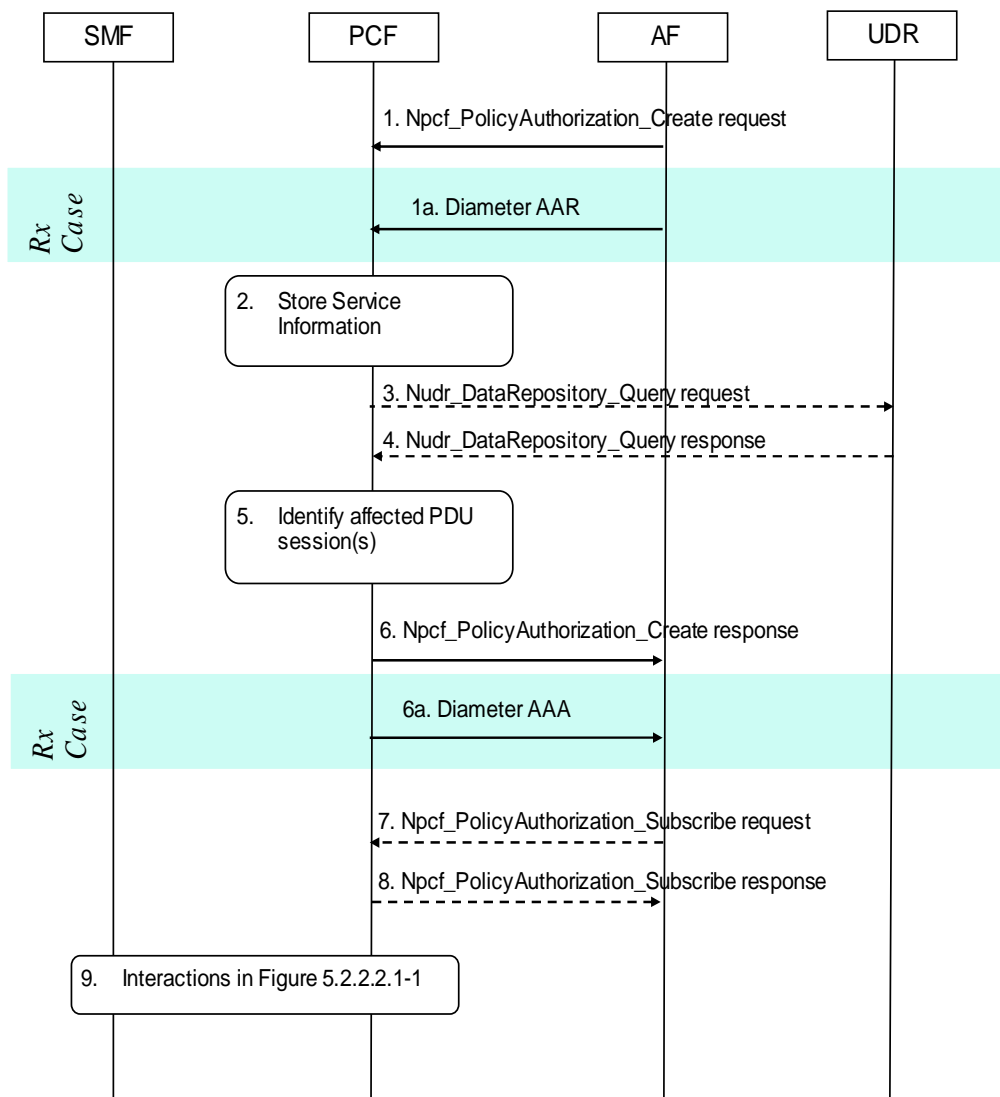 SMF
PCF
AF
UDR
1. Npcf_PolicyAuthorization_Create request
Rx
Case
1a. Diameter AAR
2. Store Service
Information
3. Nudr_DataRepository_Query request
4. Nudr_DataRepository_Query response
5. Identify affected PDU
session(s)
6. Npcf_PolicyAuthorization_Create response
Rx
Case
6a. Diameter AAA
7. Npcf_PolicyAuthorization_Subscribe request
8. Npcf_PolicyAuthorization_Subscribe response
9. Interactions in Figure 5.2.2.2.1-1